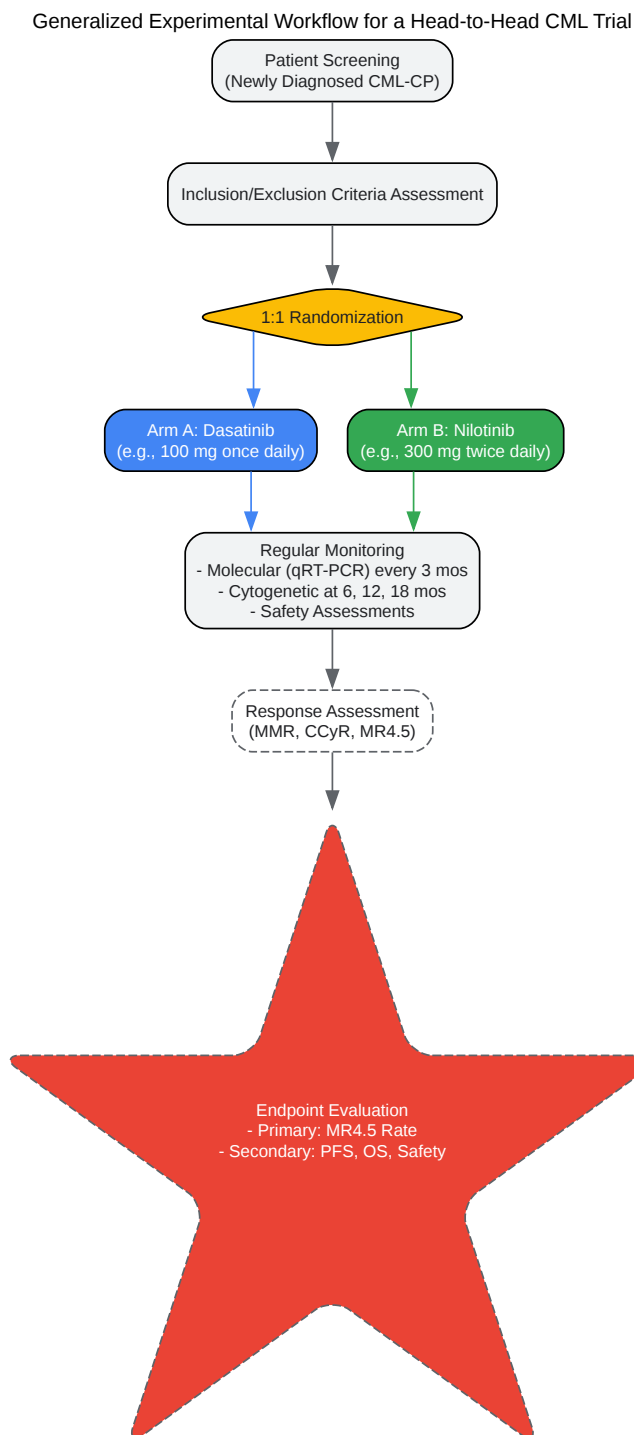 Generalized Experimental Workflow for a Head-to-Head CML Trial
Patient Screening
(Newly Diagnosed CML-CP)
Inclusion/Exclusion Criteria Assessment
1:1 Randomization
Arm A: Dasatinib
(e.g., 100 mg once daily)
Arm B: Nilotinib
(e.g., 300 mg twice daily)
Regular Monitoring
- Molecular (qRT-PCR) every 3 mos
- Cytogenetic at 6, 12, 18 mos
- Safety Assessments
Response Assessment
(MMR, CCyR, MR4.5)
Endpoint Evaluation
- Primary: MR4.5 Rate
- Secondary: PFS, OS, Safety